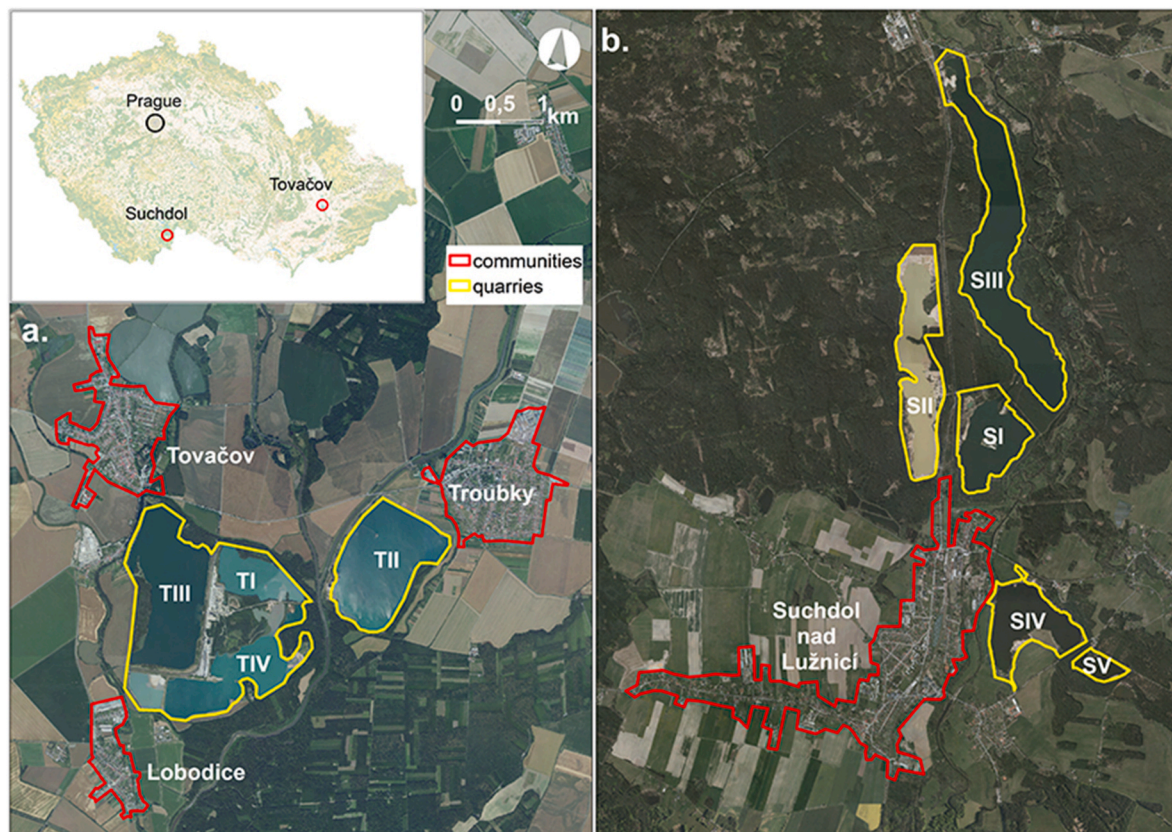 Prague
Tovačov
Suchdol
0 0,5 1
km
communities
quarries
a.
Tovačov
Troubky
TII
TIII
TI
TIV
Lobodice
b.
SIII
SII
SI
Suchdol
nad
Lužnicí
SIV
SV